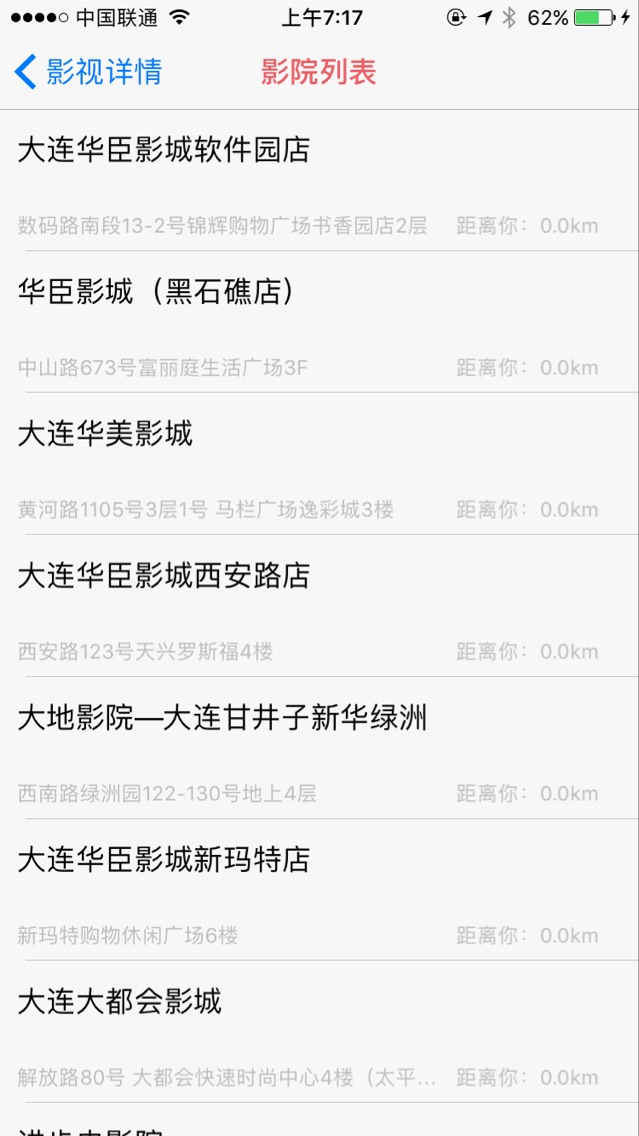 中国联通 上午7:17 62%
影视详情 影院列表
大连华臣影城软件园店
数码路南段13-2号锦辉购物广场书香园店2层 距离你：0.0km
华臣影城（黑石礁店）
中山路673号富丽庭生活广场3F 距离你：0.0km
大连华美影城
黄河路1105号3层1号 马栏广场逸彩城3楼 距离你：0.0km
大连华臣影城西安路店
西安路123号天兴罗斯福4楼 距离你：0.0km
大地影院—大连甘井子新华绿洲
西南路绿洲园122-130号地上4层 距离你：0.0km
大连华臣影城新玛特店
新玛特购物休闲广场6楼 距离你：0.0km
大连大都会影城
解放路80号 大都会快速时尚中心4楼（太平... 距离你：0.0km
进步电影院